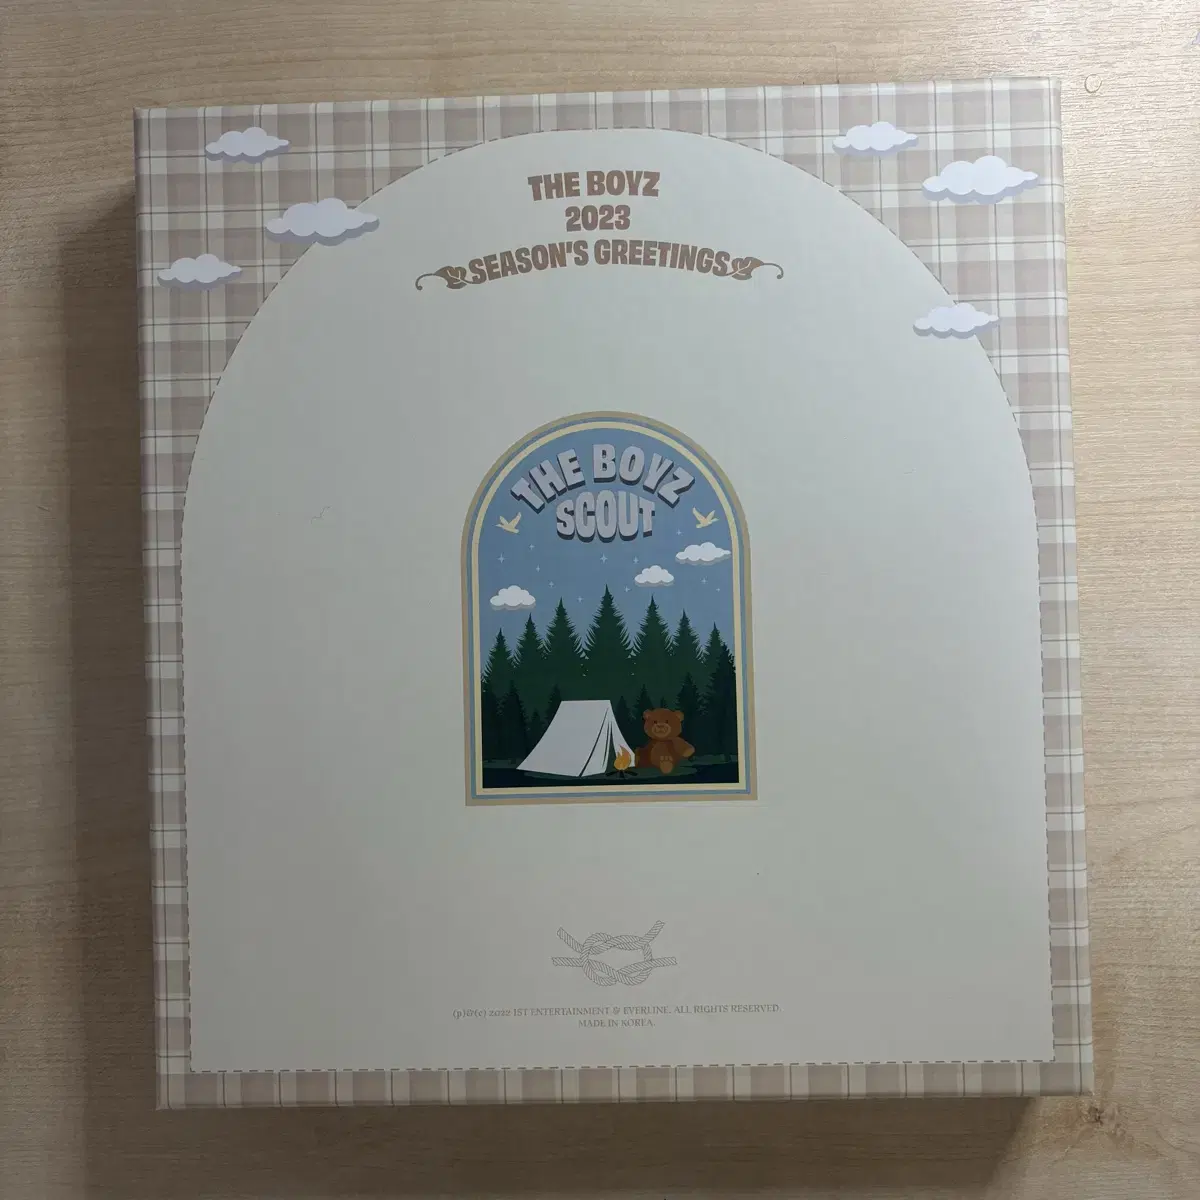 THE BOYZ
2023
SEASON'S GREETINGS
THE BOYZ
SCOUT
(p)&(c) 2022 IST ENTERTAINMENT & EVERLINE. ALL RIGHTS RESERVED.
MADE IN KOREA.